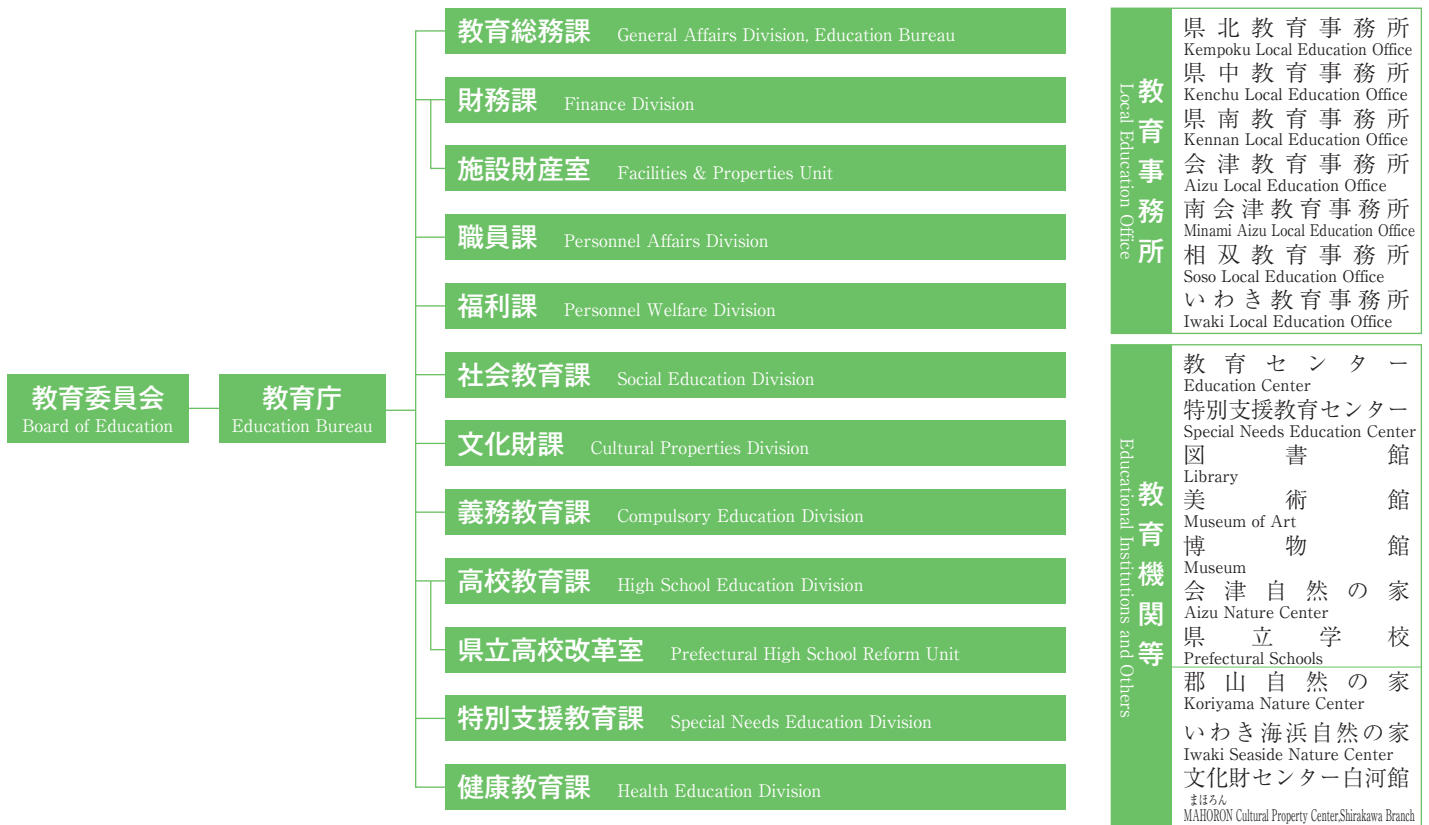 教育委員会
Board of Education
教育庁
Education Bureau
教育総務課 General Affairs Division, Education Bureau
財務課 Finance Division
施設財産室 Facilities & Properties Unit
職員課 Personnel Affairs Division
福利課 Personnel Welfare Division
社会教育課 Social Education Division
文化財課 Cultural Properties Division
義務教育課 Compulsory Education Division
高校教育課 High School Education Division
県立高校改革室 Prefectural High School Reform Unit
特別支援教育課 Special Needs Education Division
健康教育課 Health Education Division
教育事務所
Local Education Office
県北教育事務所
Kempoku Local Education Office
県中教育事務所
Kenchu Local Education Office
県南教育事務所
Kennan Local Education Office
会津教育事務所
Aizu Local Education Office
南会津教育事務所
Minami Aizu Local Education Office
相双教育事務所
Soso Local Education Office
いわき教育事務所
Iwaki Local Education Office
教育機関等
Educational Institutions and Others
教育センター
Education Center
特別支援教育センター
Special Needs Education Center
図書館
Library
美術館
Museum of Art
博物館
Museum
会津自然の家
Aizu Nature Center
県立学校
Prefectural Schools
郡山自然の家
Koriyama Nature Center
いわき海浜自然の家
Iwaki Seaside Nature Center
文化財センター白河館
まほろん
MAHORON Cultural Property Center,Shirakawa Branch